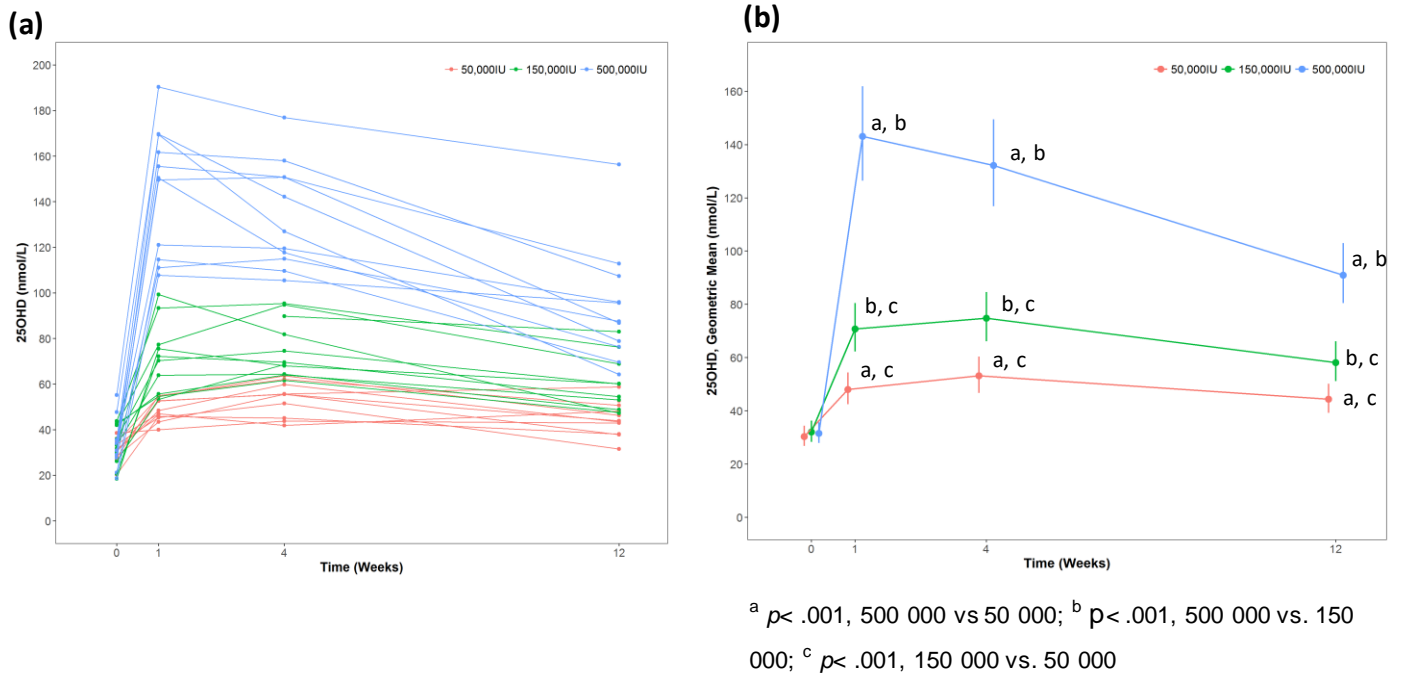 (a)
50,000IU 150,000IU 500,000IU
25OHD (nmol/L)
200
180
160
140
120
100
80
60
40
20
0
0 1 4 12
Time (Weeks)
(b)
50,000IU 150,000IU 500,000IU
25OHD, Geometric Mean (nmol/L)
160
140
120
100
80
60
40
20
0
a, b
a, b
a, b
b, c
b, c
b, c
a, c
a, c
a, c
0 1 4 12
Time (Weeks)
a p< .001, 500 000 vs 50 000; b p< .001, 500 000 vs. 150
000; c p< .001, 150 000 vs. 50 000